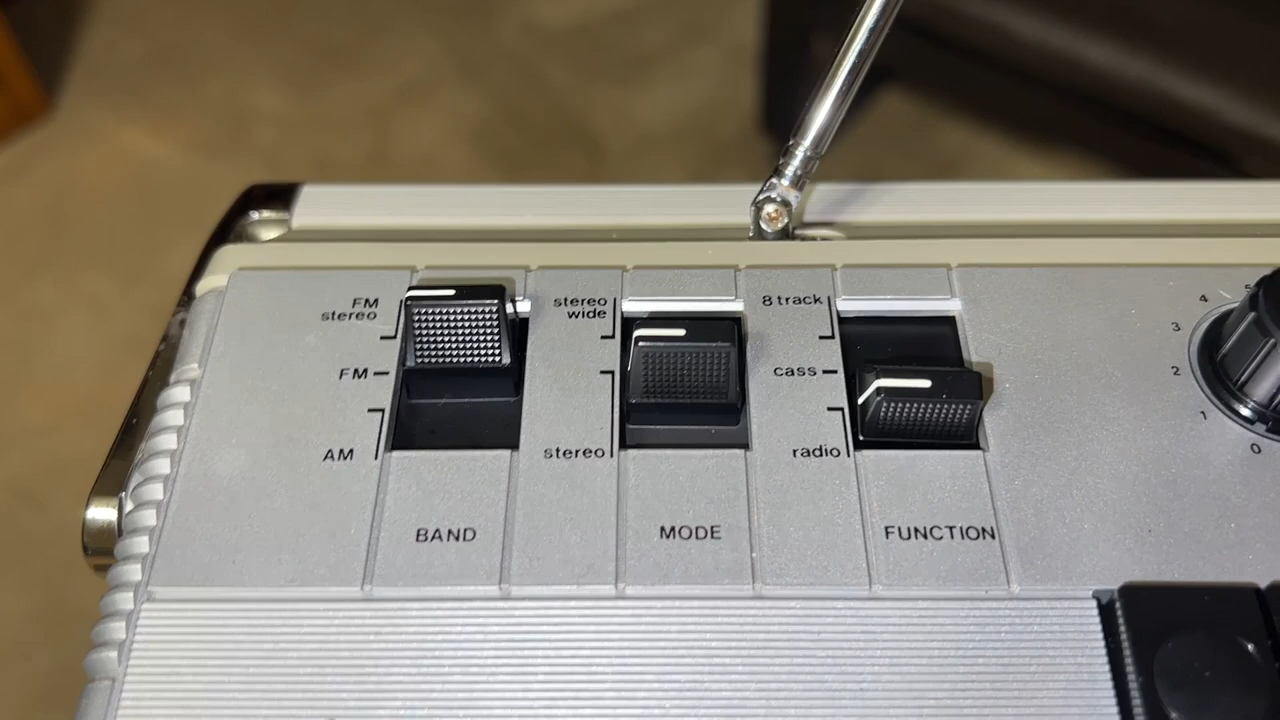 FM
stereo
FM
AM
BAND
stereo
wide
stereo
MODE
8 track
cass
radio
FUNCTION
4
3
2
1
0